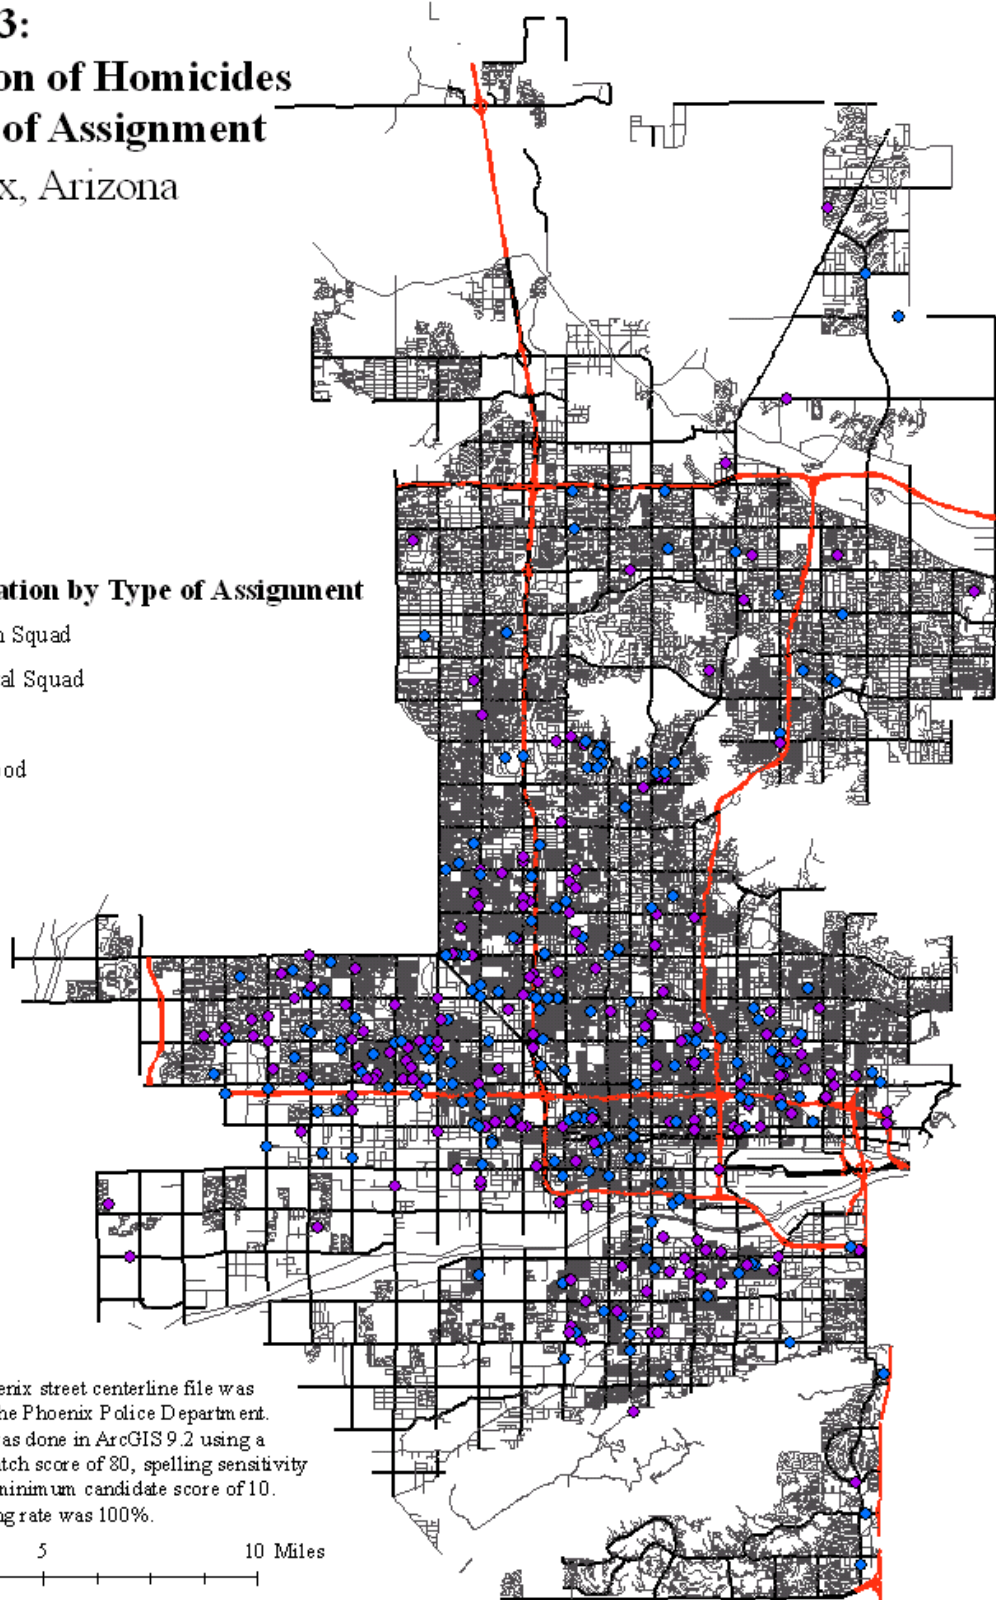 3:
on of Homicides
of Assignment
x, Arizona
ation by Type of Assignment
n Squad
al Squad
od
enix street centerline file was
he Phoenix Police Department.
as done in ArcGIS 9.2 using a
tch score of 80, spelling sensitivity
minimum candidate score of 10.
ng rate was 100%.
5 10 Miles